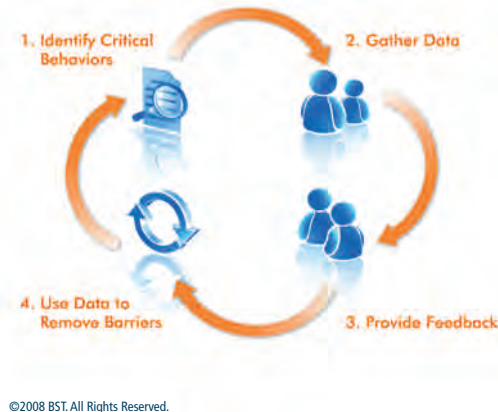 1. Identify Critical
Behaviors
2. Gather Data
3. Provide Feedback
4. Use Data to
Remove Barriers
©2008 BST. All Rights Reserved.